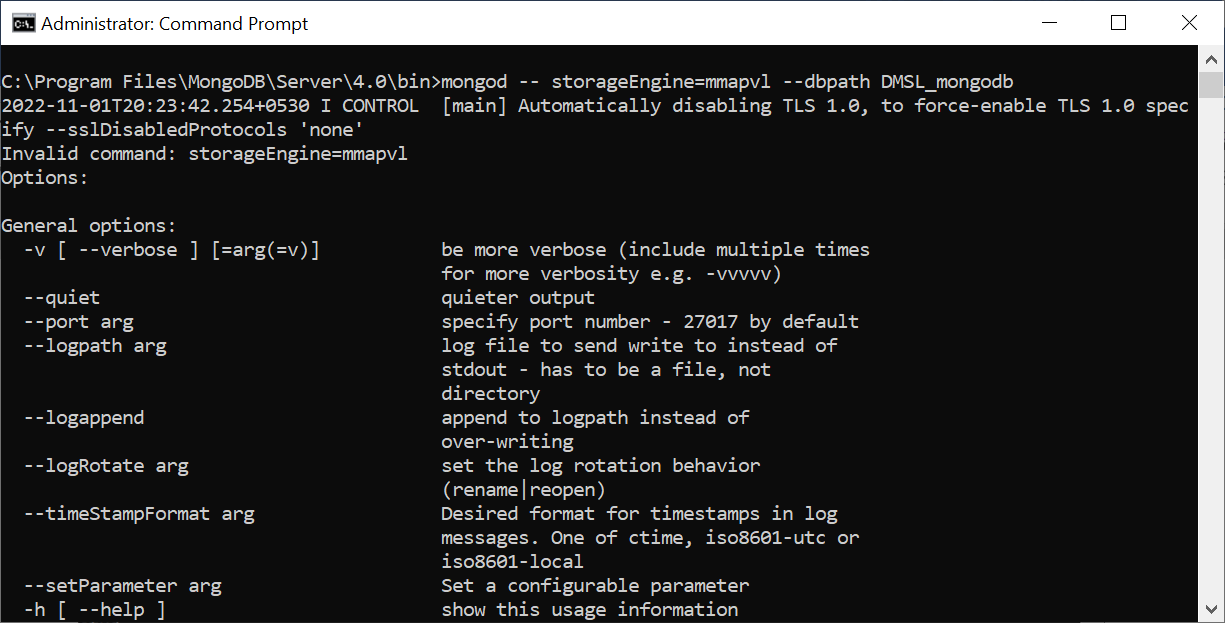 Administrator: Command Prompt
C:\Program Files\MongoDB\Server\4.0\bin>mongod -- storageEngine=mmapvl --dbpath DMSL_mongodb
2022-11-01T20:23:42.254+0530 I CONTROL  [main] Automatically disabling TLS 1.0, to force-enable TLS 1.0 spec
ify --sslDisabledProtocols 'none'
Invalid command: storageEngine=mmapvl
Options:
General options:
-v [ --verbose ] [=arg(=v)] be more verbose (include multiple times
for more verbosity e.g. -vvvvv)
--quiet quieter output
--port arg specify port number - 27017 by default
--logpath arg log file to send write to instead of
stdout - has to be a file, not
directory
--logappend append to logpath instead of
over-writing
--logRotate arg set the log rotation behavior
(rename|reopen)
--timeStampFormat arg Desired format for timestamps in log
messages. One of ctime, iso8601-utc or
iso8601-local
--setParameter arg Set a configurable parameter
-h [ --help ] show this usage information